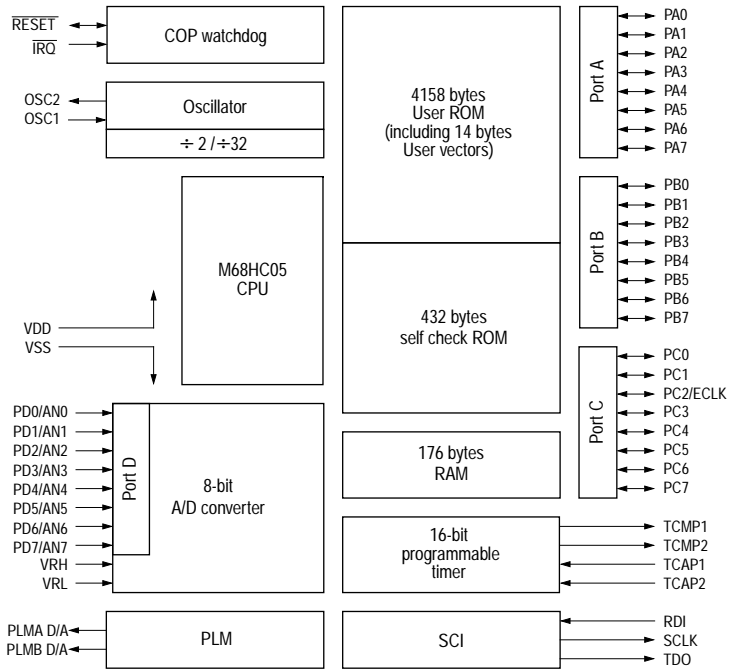 RESET
IRQ
COP watchdog
OSC2
OSC1
Oscillator
÷ 2 / ÷32
M68HC05
CPU
VDD
VSS
PD0/AN0
PD1/AN1
PD2/AN2
PD3/AN3
PD4/AN4
PD5/AN5
PD6/AN6
PD7/AN7
VRH
VRL
Port D
8-bit
A/D converter
PLMA D/A
PLMB D/A
PLM
4158 bytes
User ROM
(including 14 bytes
User vectors)
432 bytes
self check ROM
176 bytes
RAM
16-bit
programmable
timer
SCI
Port A
PA0
PA1
PA2
PA3
PA4
PA5
PA6
PA7
Port B
PB0
PB1
PB2
PB3
PB4
PB5
PB6
PB7
Port C
PC0
PC1
PC2/ECLK
PC3
PC4
PC5
PC6
PC7
TCMP1
TCMP2
TCAP1
TCAP2
RDI
SCLK
TDO